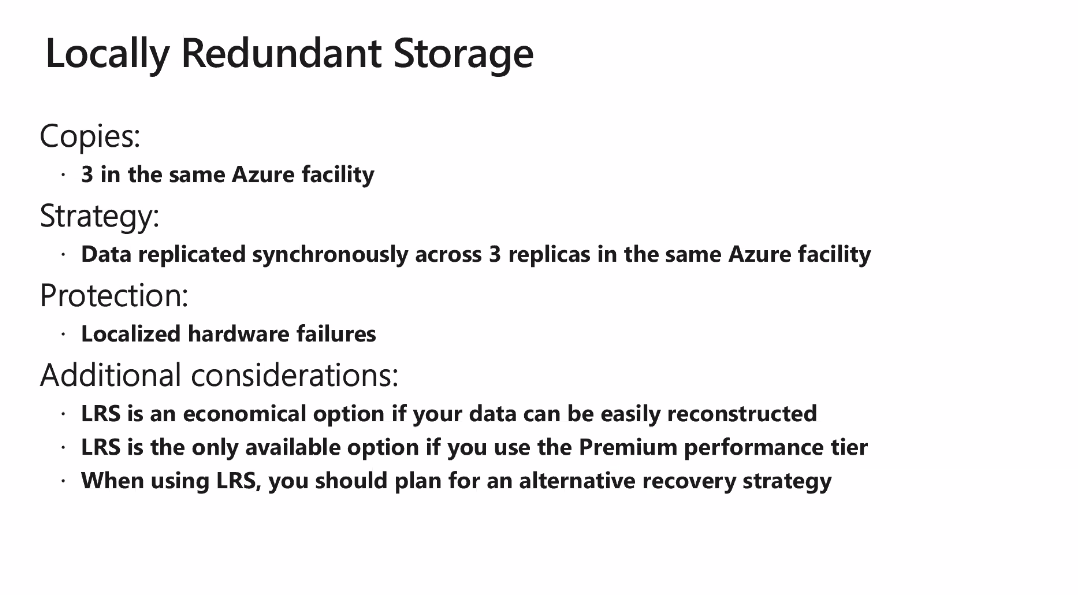 Locally Redundant Storage
Copies:
· 3 in the same Azure facility
Strategy:
· Data replicated synchronously across 3 replicas in the same Azure facility
Protection:
· Localized hardware failures
Additional considerations:
· LRS is an economical option if your data can be easily reconstructed
· LRS is the only available option if you use the Premium performance tier
· When using LRS, you should plan for an alternative recovery strategy